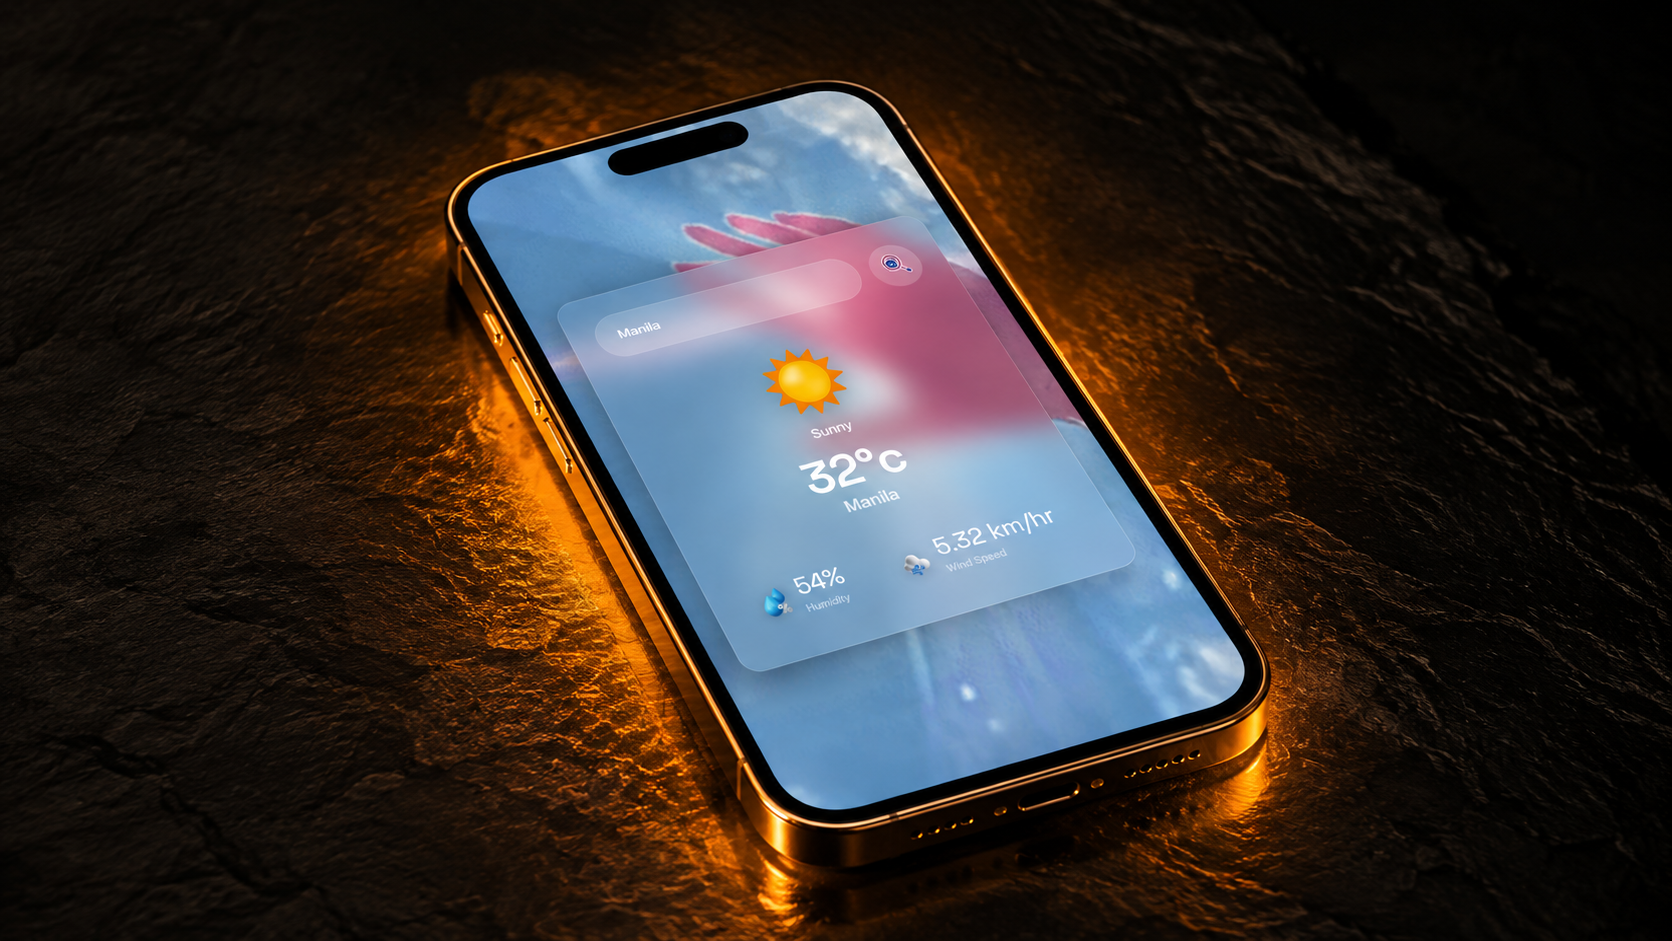 Manila
Sunny
32°c
Manila
54%
Humidity
5.32 km/hr
Wind Speed